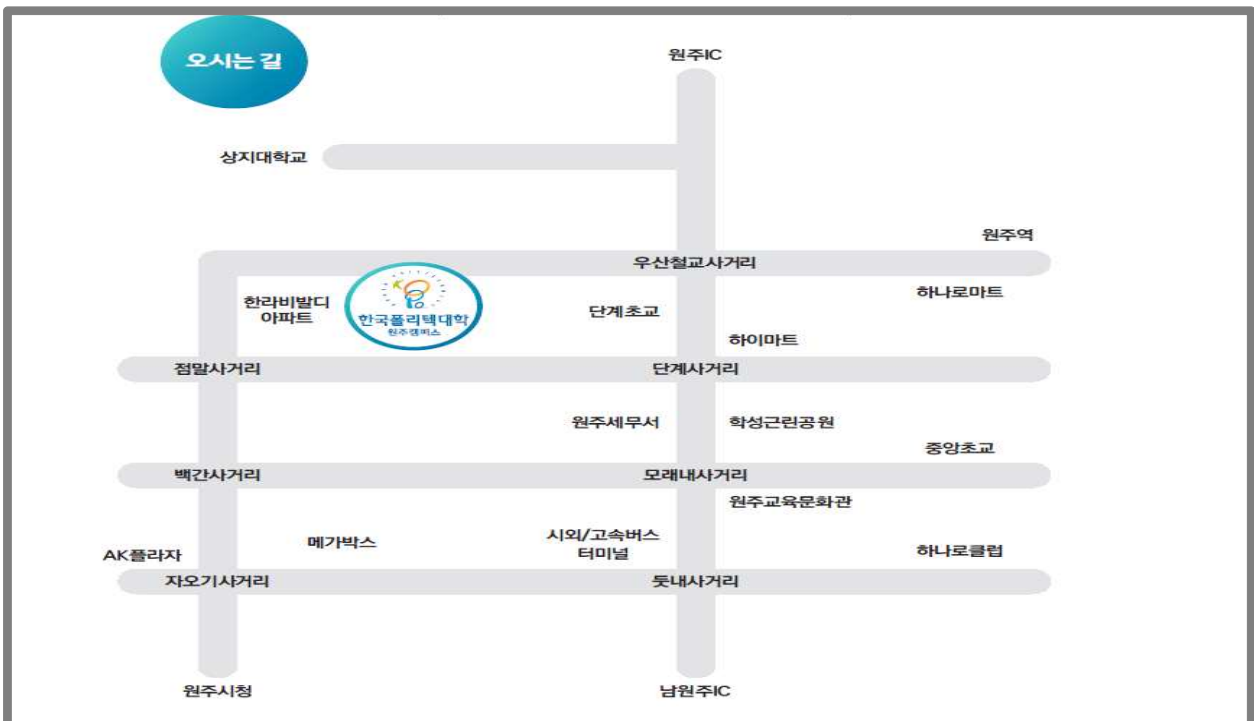 오시는 길
원주IC
상지대학교
원주역
우산철교사거리
하나로마트
한라비발디
아파트
한국폴리텍대학
원주캠퍼스
단계초교
하이마트
점말사거리
단계사거리
원주세무서
학성근린공원
중앙초교
백간사거리
모래내사거리
원주교육문화관
시외/고속버스
터미널
메가박스
하나로클럽
AK플라자
자오기사거리
돗내사거리
원주시청
남원주IC